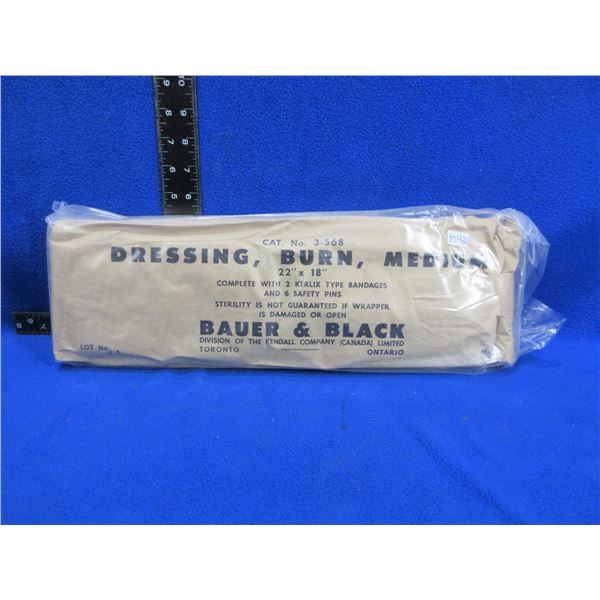 CAT. No. 3-568
DRESSING, BURN, MEDIUM
22" x 18"
COMPLETE WITH 2 KERLIX TYPE BANDAGES
AND 6 SAFETY PINS
STERILITY IS NOT GUARANTEED IF WRAPPER
IS DAMAGED OR OPEN
BAUER & BLACK
DIVISION OF THE KENDALL COMPANY (CANADA) LIMITED
TORONTO ONTARIO
LOT No.
1042